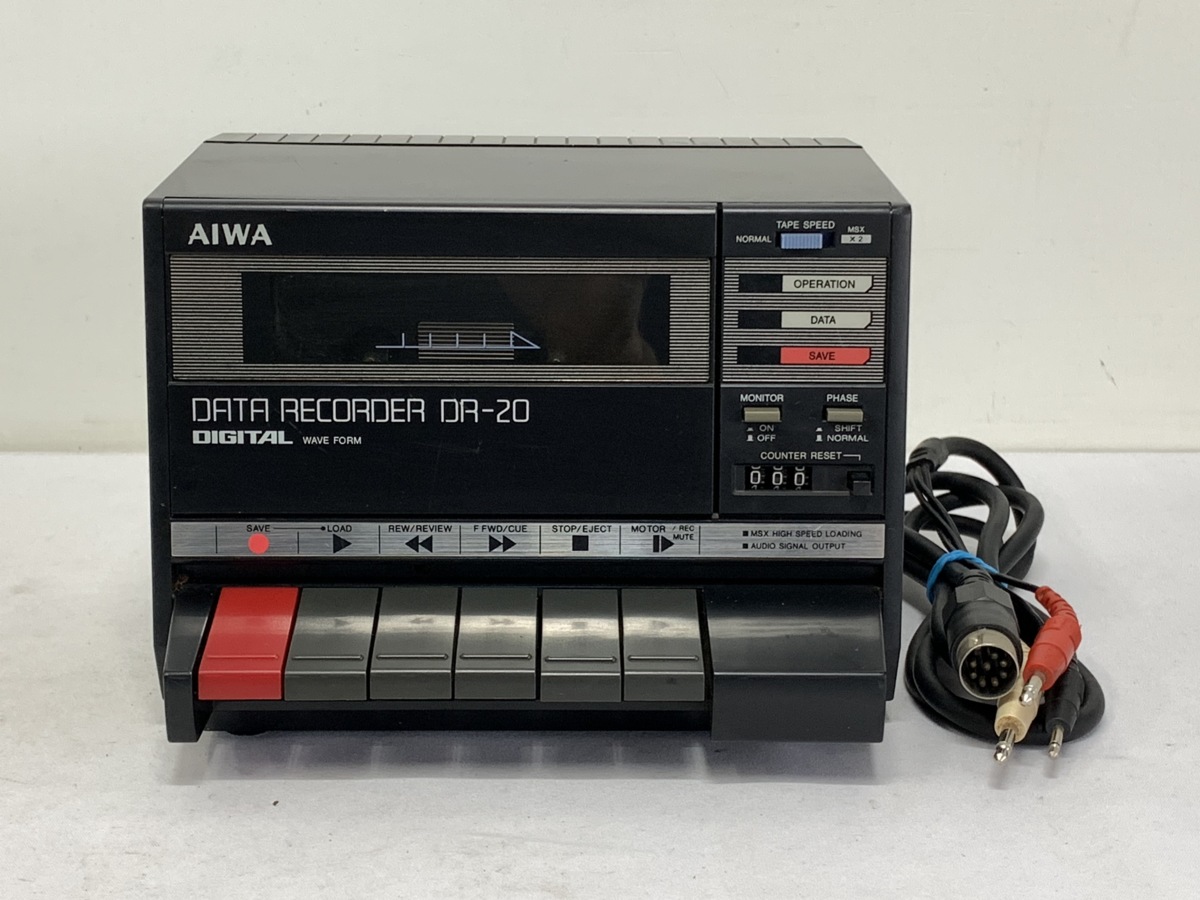 AIWA
TAPE SPEED
NORMAL
MSX
×2
OPERATION
DATA
SAVE
DATA RECORDER DR-20
DIGITAL WAVE FORM
MONITOR
ON
OFF
PHASE
SHIFT
NORMAL
COUNTER RESET
000
SAVE
LOAD
REW/REVIEW
F FWD/CUE
STOP/EJECT
MOTOR / REC MUTE
MSX HIGH SPEED LOADING
AUDIO SIGNAL OUTPUT